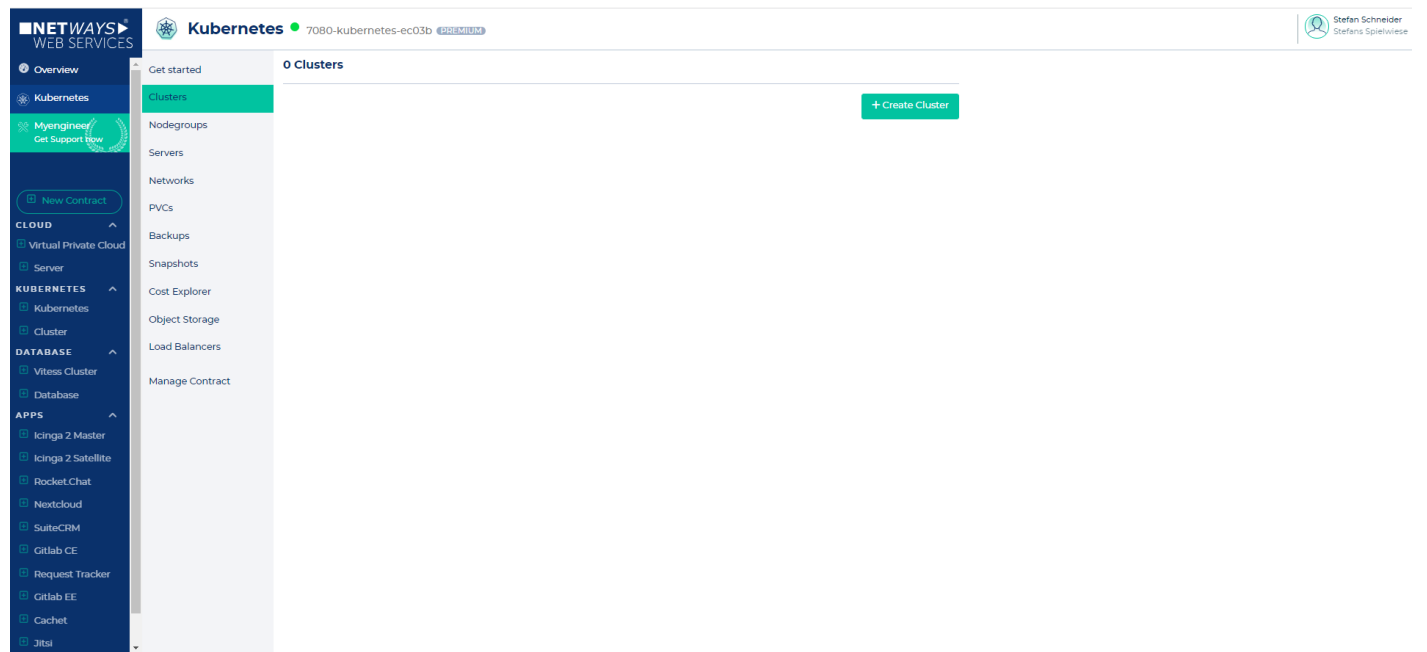 NETWAYS
WEB SERVICES
Kubernetes 7080-kubernetes-ec03b PREMIUM
Stefan Schneider
Stefans Spielwiese
Overview
Kubernetes
Myengineer
Get Support now
New Contract
CLOUD
Virtual Private Cloud
Server
KUBERNETES
Kubernetes
Cluster
DATABASE
Vitess Cluster
Database
APPS
Icinga 2 Master
Icinga 2 Satellite
Rocket.Chat
Nextcloud
SuiteCRM
Gitlab CE
Request Tracker
Gitlab EE
Cachet
Jitsi
Get started
Clusters
Nodegroups
Servers
Networks
PVCs
Backups
Snapshots
Cost Explorer
Object Storage
Load Balancers
Manage Contract
0 Clusters
+ Create Cluster